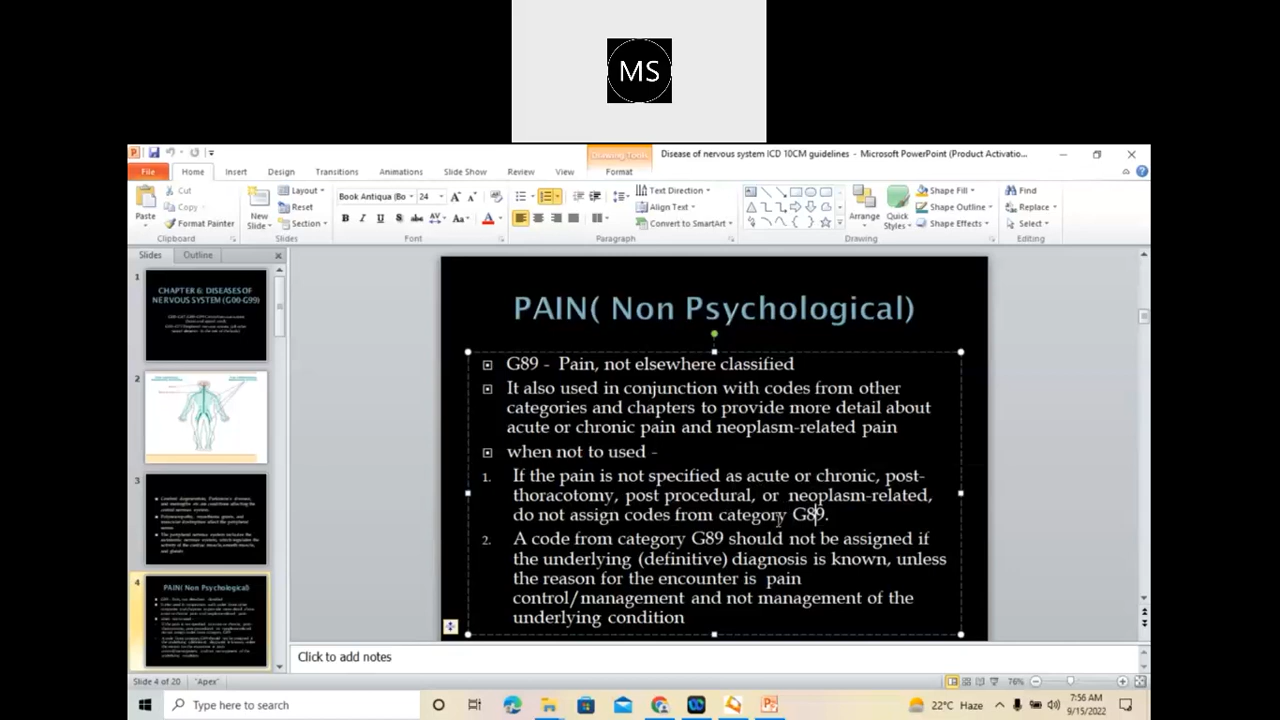 MS
Disease of nervous system ICD 10CM guidelines - Microsoft PowerPoint (Product Activatio...
Drawing Tools
File Home Insert Design Transitions Animations Slide Show Review View Format
Paste
Cut
Copy
Format Painter
Clipboard
New
Slide
Layout
Reset
Section
Slides
Book Antiqua (Bo 24
Font
Text Direction
Align Text
Convert to SmartArt
Paragraph
Arrange
Quick
Styles
Shape Fill
Shape Outline
Shape Effects
Drawing
Find
Replace
Select
Editing
Slides Outline
1
CHAPTER 6: DISEASES OF
NERVOUS SYSTEM (G00-G99)
2
3
4
PAIN( Non Psychological)
PAIN( Non Psychological)
G89 - Pain, not elsewhere classified
It also used in conjunction with codes from other
categories and chapters to provide more detail about
acute or chronic pain and neoplasm-related pain
when not to used -
1. If the pain is not specified as acute or chronic, post-
thoracotomy, post procedural, or neoplasm-related,
do not assign codes from category G89.
2. A code from category G89 should not be assigned if
the underlying (definitive) diagnosis is known, unless
the reason for the encounter is pain
control/management and not management of the
underlying condition
Click to add notes
Slide 4 of 20 "Apex" 76%
Type here to search
22°C Haze
7:56 AM
9/15/2022